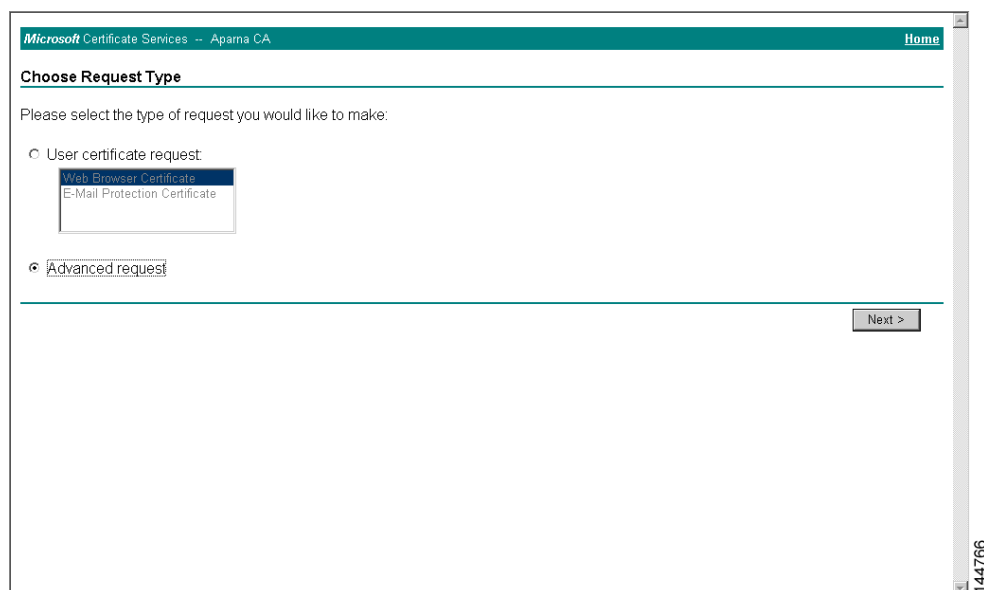 Microsoft Certificate Services -- Aparna CA Home
Choose Request Type
Please select the type of request you would like to make:
User certificate request:
Web Browser Certificate
E-Mail Protection Certificate
Advanced request
Next >
144766